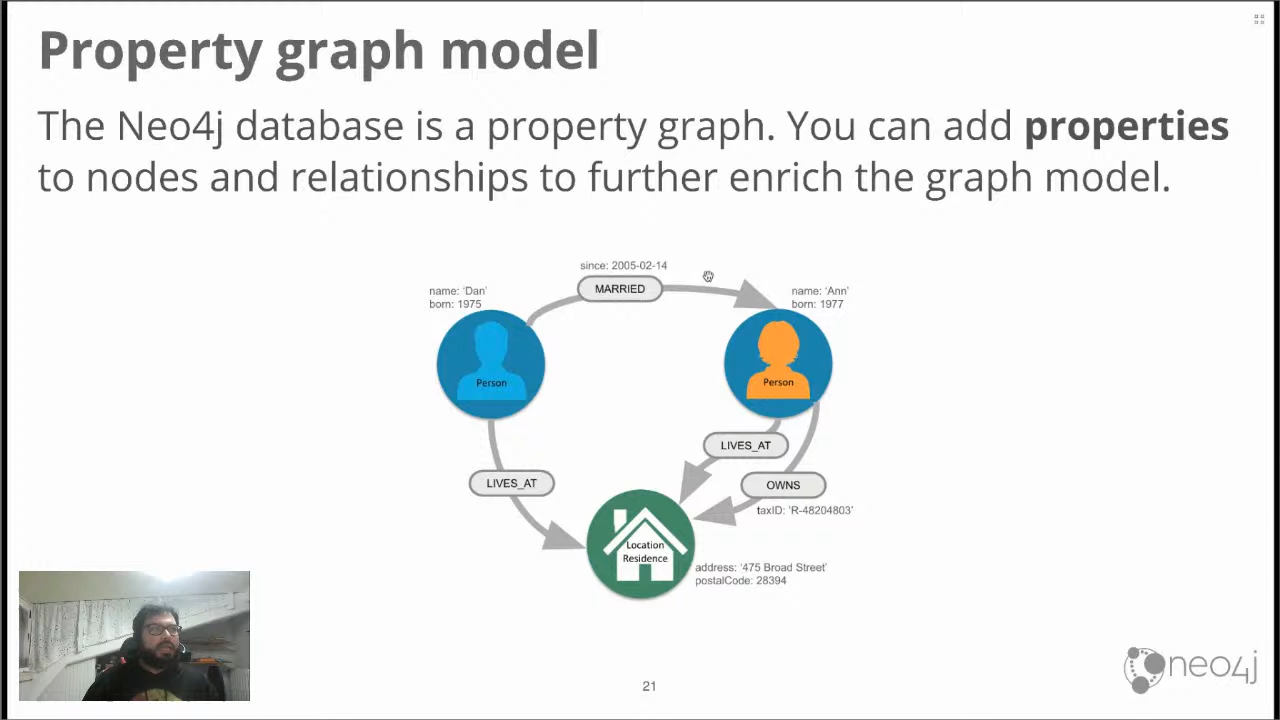 Property graph model
The Neo4j database is a property graph. You can add properties
to nodes and relationships to further enrich the graph model.
since: 2005-02-14
MARRIED
name: 'Dan'
born: 1975
name: 'Ann'
born: 1977
Person
Person
LIVES_AT
LIVES_AT
OWNS
taxID: 'R-48204803'
Location
Residence
address: '475 Broad Street'
postalCode: 28394
neo4j
21